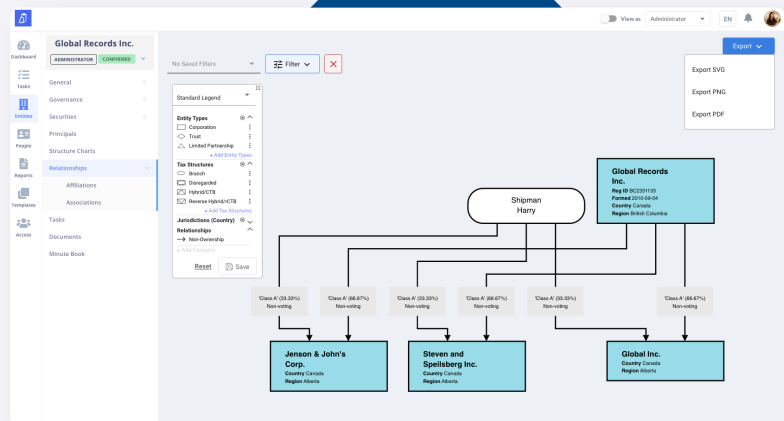 View as
Administrator
EN
Dashboard
Tasks
Entities
People
Reports
Templates
Access
Global Records Inc.
ADMINISTRATOR
CONFIRMED
General
Governance
Securities
Principals
Structure Charts
Relationships
Affiliations
Associations
Tasks
Documents
Minute Book
No Saved Filters
Filter
Export
Export SVG
Export PNG
Export PDF
Standard Legend
Entity Types
Corporation
Trust
Limited Partnership
+ Add Entity Types
Tax Structures
Branch
Disregarded
Hybrid/CTB
Reverse Hybrid/rCTB
+ Add Tax Structures
Jurisdictions (Country)
Relationships
Non-Ownership
+ Add Category
Reset
Save
Shipman
Harry
Global Records
Inc.
Reg ID BC2351133
Formed 2010-09-04
Country Canada
Region British Columbia
'Class A' (33.33%)
Non-voting
'Class A' (66.67%)
Non-voting
'Class A' (33.33%)
Non-voting
'Class A' (66.67%)
Non-voting
'Class A' (33.33%)
Non-voting
'Class A' (66.67%)
Non-voting
Jenson & John's
Corp.
Country Canada
Region Alberta
Steven and
Speilsberg Inc.
Country Canada
Region Alberta
Global Inc.
Country Canada
Region Alberta